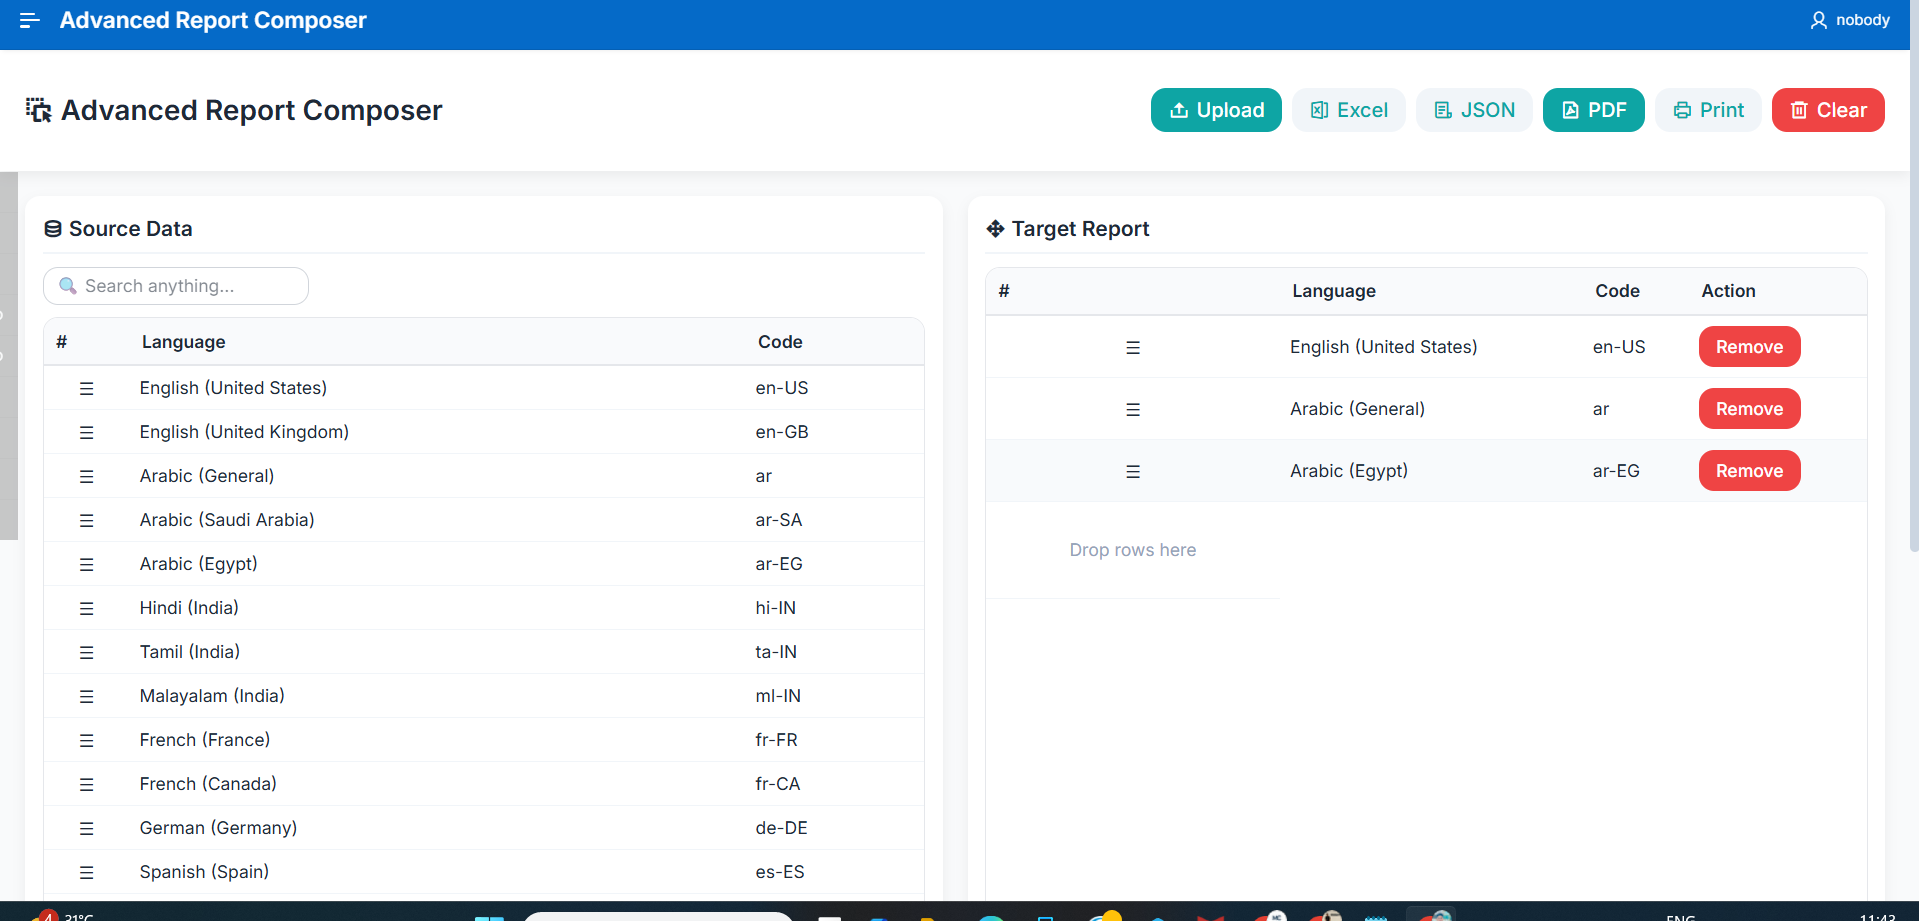 Advanced Report Composer
nobody
Advanced Report Composer
Upload
Excel
JSON
PDF
Print
Clear
Source Data
Search anything...
# Language Code
English (United States) en-US
English (United Kingdom) en-GB
Arabic (General) ar
Arabic (Saudi Arabia) ar-SA
Arabic (Egypt) ar-EG
Hindi (India) hi-IN
Tamil (India) ta-IN
Malayalam (India) ml-IN
French (France) fr-FR
French (Canada) fr-CA
German (Germany) de-DE
Spanish (Spain) es-ES
Target Report
# Language Code Action
English (United States) en-US Remove
Arabic (General) ar Remove
Arabic (Egypt) ar-EG Remove
Drop rows here
4
31°C
ENG
11:43